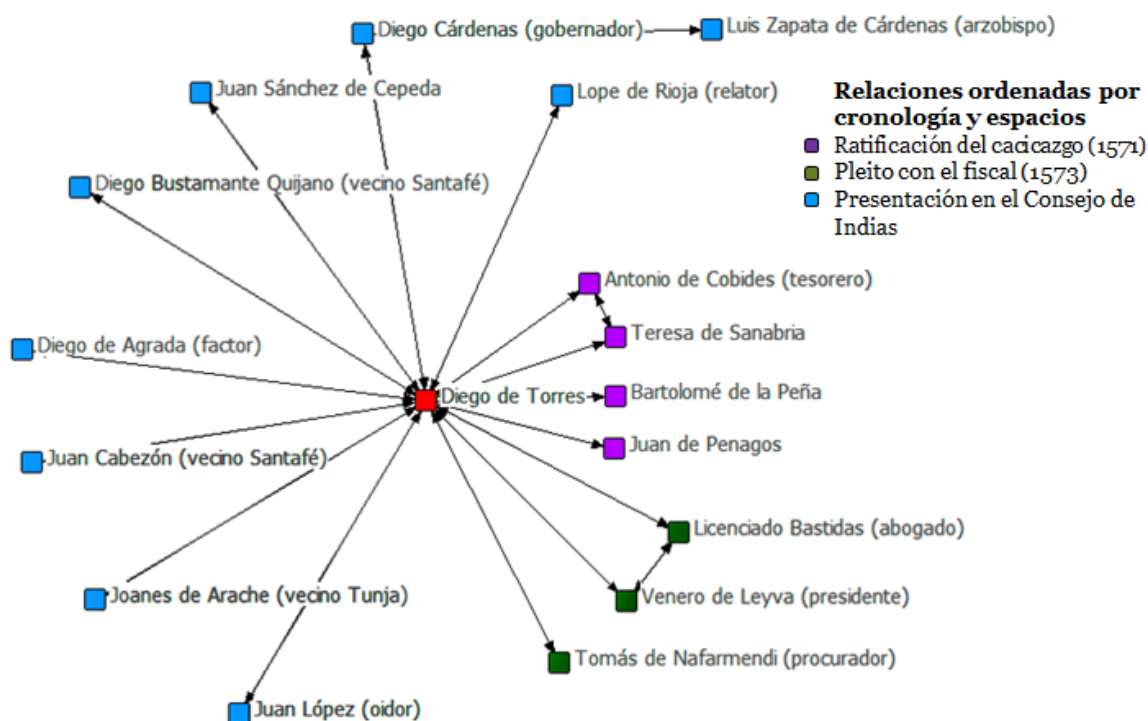 Diego Cárdenas (gobernador)
Luis Zapata de Cárdenas (arzobispo)
Juan Sánchez de Cepeda
Lope de Rioja (relator)
Relaciones ordenadas por
cronología y espacios
Ratificación del cacicazgo (1571)
Pleito con el fiscal (1573)
Presentación en el Consejo de
Indias
Diego Bustamante Quijano (vecino Santafé)
Antonio de Cobides (tesorero)
Teresa de Sanabria
Diego de Agrada (factor)
Diego de Torres
Bartolomé de la Peña
Juan de Penagos
Juan Cabezón (vecino Santafé)
Licenciado Bastidas (abogado)
Joanes de Arache (vecino Tunja)
Venero de Leyva (presidente)
Tomás de Nafarmendi (procurador)
Juan López (oidor)